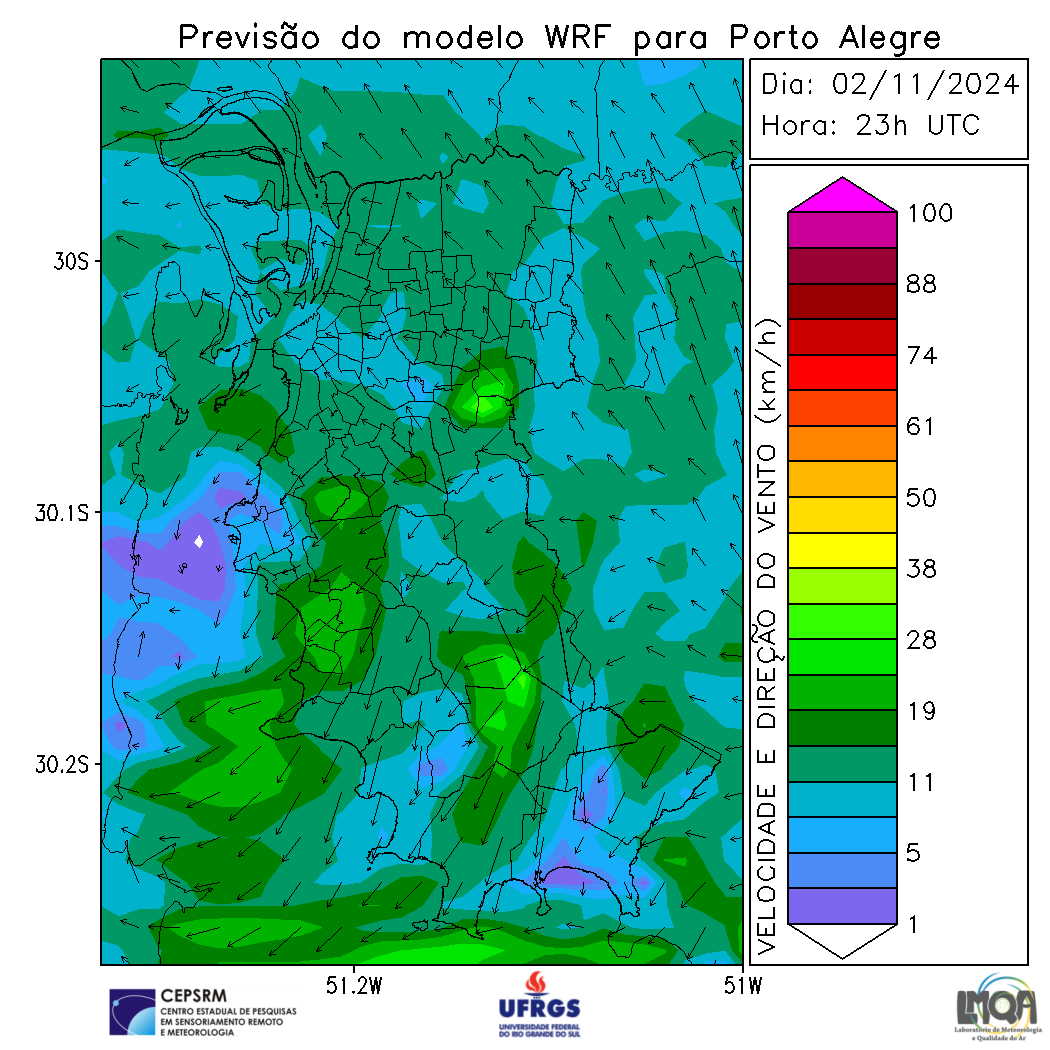 Previsão do modelo WRF para Porto Alegre
Dia: 02/11/2024
Hora: 23h UTC
30S
30.1S
30.2S
51.2W
51W
VELOCIDADE E DIREÇÃO DO VENTO (km/h)
100
88
74
61
50
38
28
19
11
5
1
CEPSRM
CENTRO ESTADUAL DE PESQUISAS
EM SENSORIAMENTO REMOTO
E METEOROLOGIA
UFRGS
UNIVERSIDADE FEDERAL
DO RIO GRANDE DO SUL
LMQA
Laboratório de Meteorologia
e Qualidade do Ar